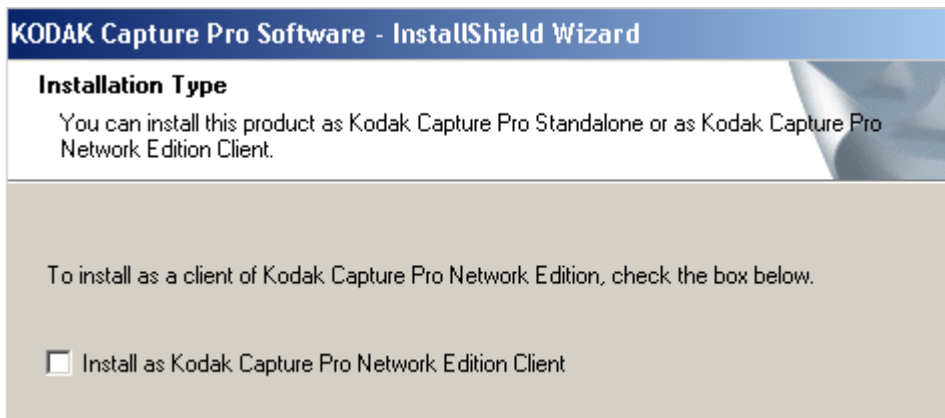 KODAK Capture Pro Software - InstallShield Wizard
Installation Type
You can install this product as Kodak Capture Pro Standalone or as Kodak Capture Pro
Network Edition Client.
To install as a client of Kodak Capture Pro Network Edition, check the box below.
Install as Kodak Capture Pro Network Edition Client